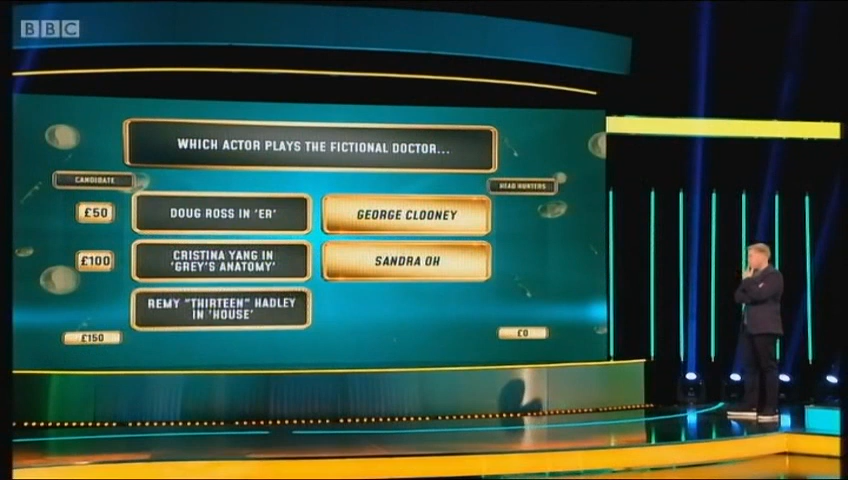 BBC
WHICH ACTOR PLAYS THE FICTIONAL DOCTOR...
CANDIDATE
HEAD HUNTERS
£50
DOUG ROSS IN 'ER'
GEORGE CLOONEY
£100
CRISTINA YANG IN
'GREY'S ANATOMY'
SANDRA OH
REMY "THIRTEEN" HADLEY
IN 'HOUSE'
£150
£0